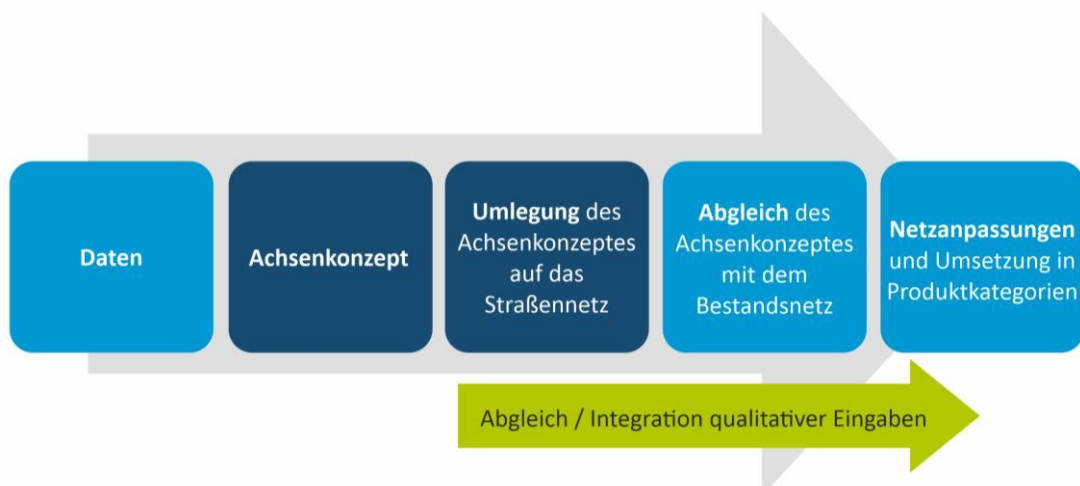 Daten
Achsenkonzept
Umlegung des
Achsenkonzeptes
auf das
Straßennetz
Abgleich des
Achsenkonzeptes
mit dem
Bestandsnetz
Netzanpassungen
und Umsetzung in
Produktkategorien
Abgleich / Integration qualitativer Eingaben